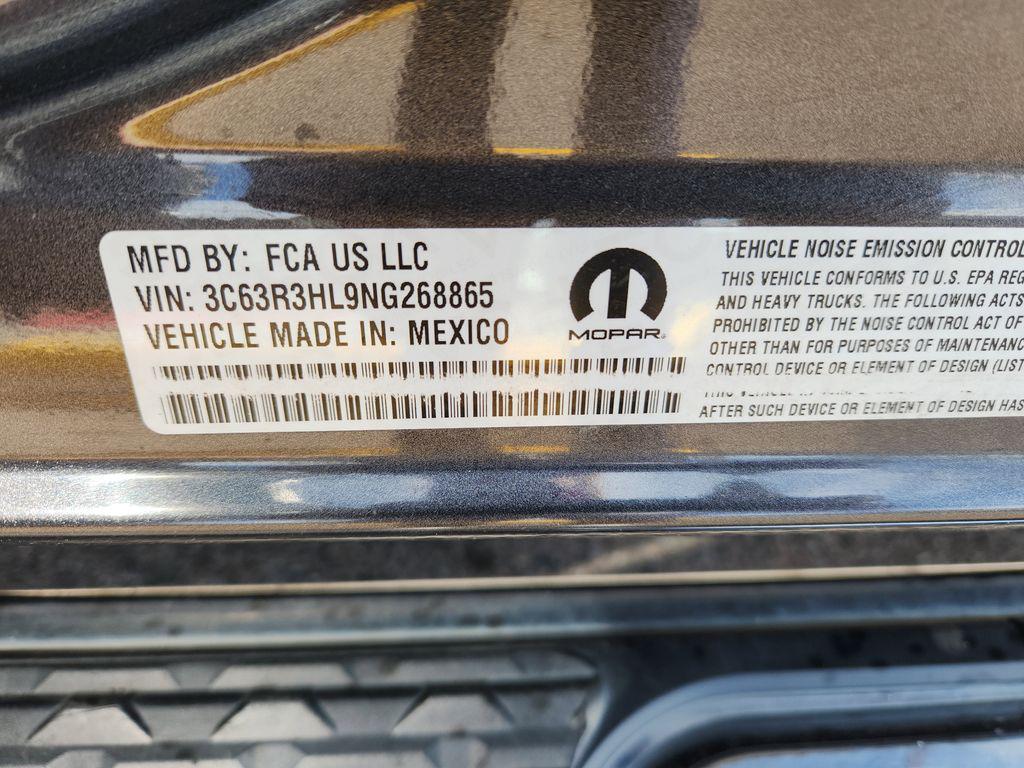 MFD BY: FCA US LLC
VIN: 3C63R3HL9NG268865
VEHICLE MADE IN: MEXICO
MOPAR
VEHICLE NOISE EMISSION CONTROL
THIS VEHICLE CONFORMS TO U.S. EPA REG
AND HEAVY TRUCKS. THE FOLLOWING ACTS
PROHIBITED BY THE NOISE CONTROL ACT OF
OTHER THAN FOR PURPOSES OF MAINTENANC
CONTROL DEVICE OR ELEMENT OF DESIGN (LIST
AFTER SUCH DEVICE OR ELEMENT OF DESIGN HAS